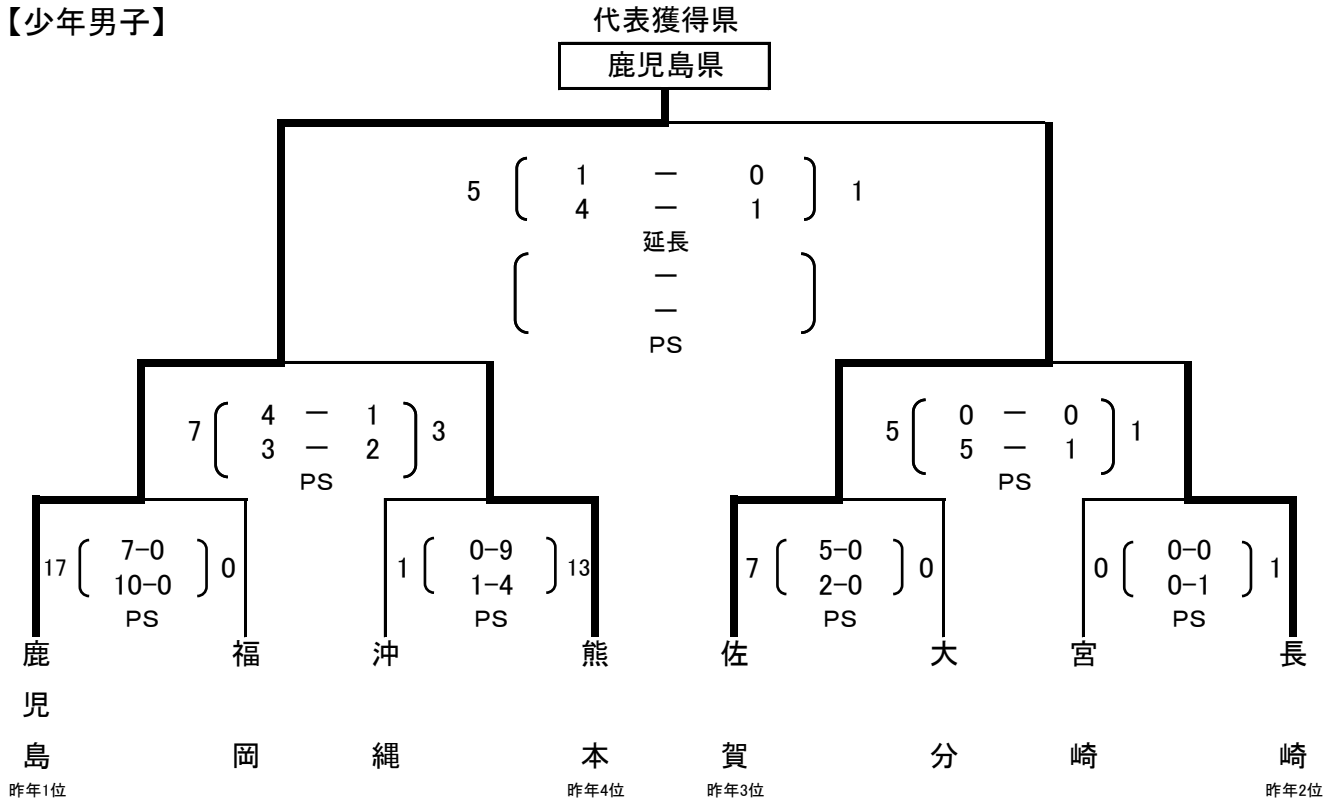 【少年男子】
代表獲得県
鹿児島県
5 1 － 0 1
4 － 1
延長
－
－
PS
7 4 － 1 3
3 － 2
PS
5 0 － 0 1
5 － 1
PS
17 7-0 0
10-0
PS
1 0-9 13
1-4
PS
7 5-0 0
2-0
PS
0 0-0 1
0-1
PS
鹿児島
福岡
沖縄
熊本
佐賀
大分
宮崎
長崎
昨年1位
昨年4位
昨年3位
昨年2位